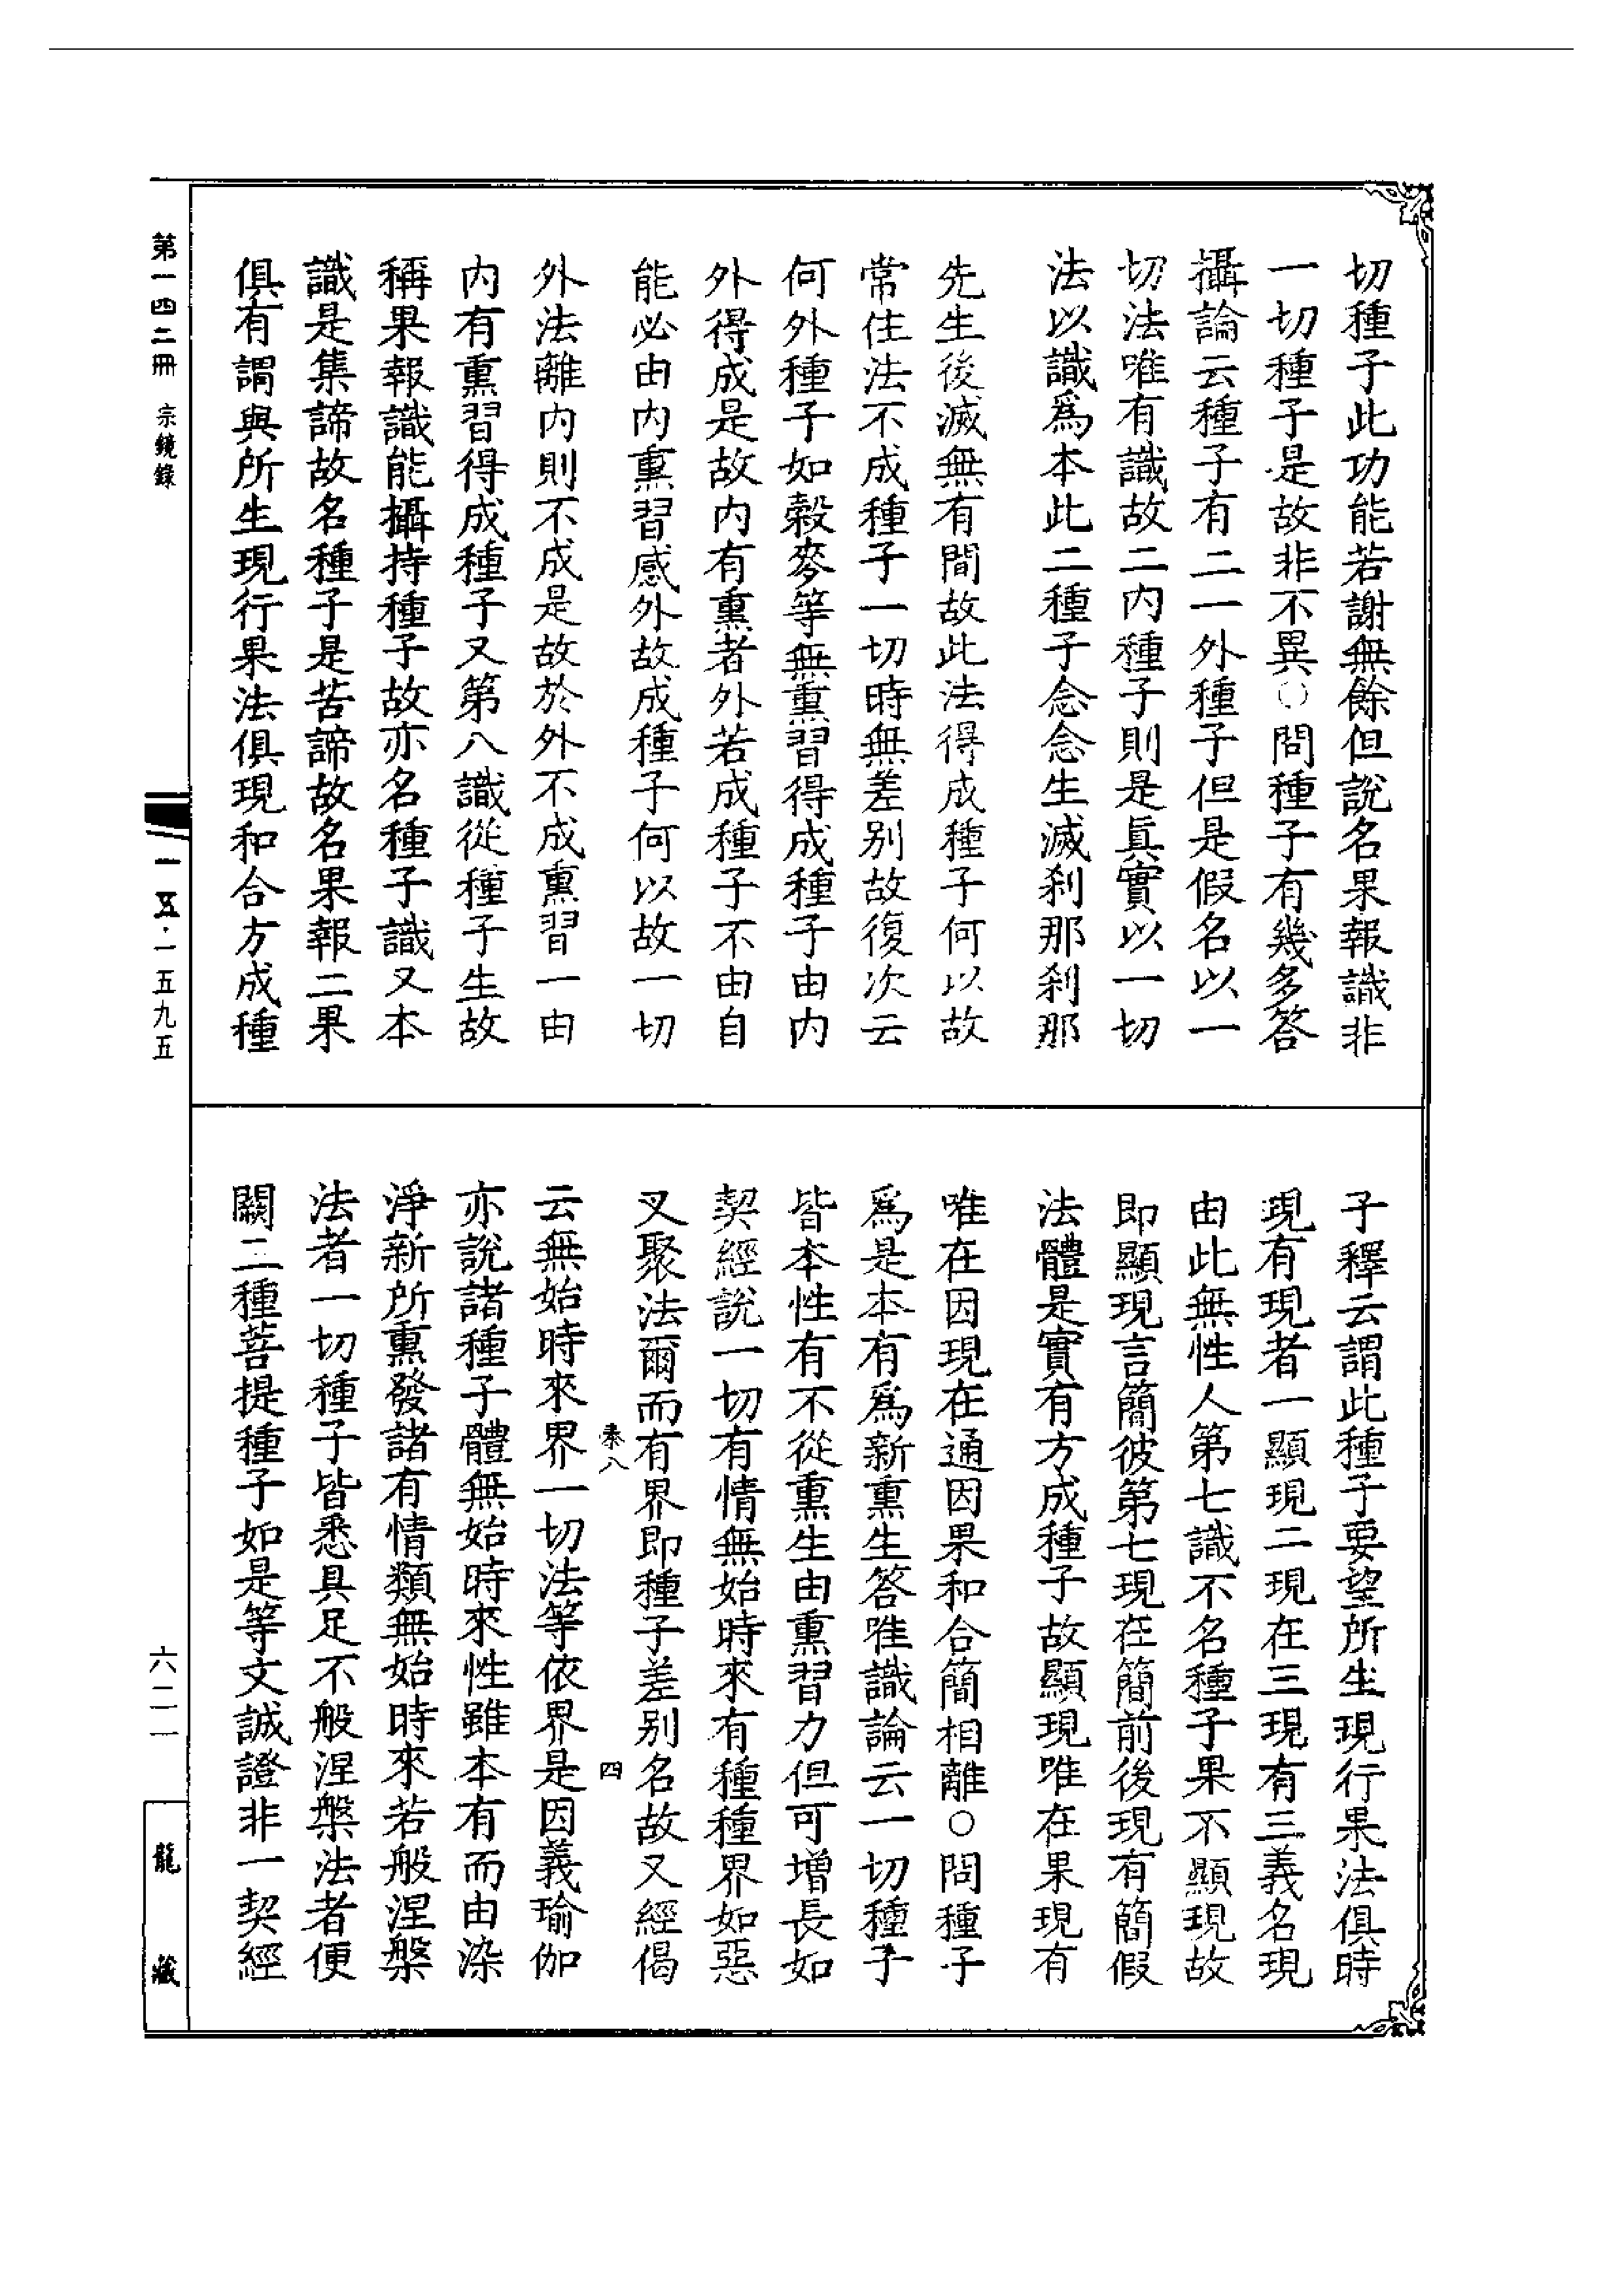 切種子此功能若謝無餘但說名果報識非
一切種子是故非不異○問種子有幾多答
攝論云種子有二一外種子但是假名以一
切法唯有識故二內種子則是真實以一切
法以識為本此二種子念念生滅剎那剎那
先生後滅無有間故此法得成種子何以故
常住法不成種子一切時無差別故復次云
何外種子如穀麥等無熏習得成種子由內
外得成是故內有熏者外若成種子不由自
能必由內熏習感外故成種子何以故一切
外法離內則不成是故於外不成熏習一由
內有熏習得成種子又第八識從種子生故
稱果報識能攝持種子故亦名種子識又本
識是集諦故名種子是苦諦故名果報二果
俱有謂與所生現行果法俱現和合方成種
子釋云謂此種子要望所生現行果法俱時
現有現者一顯現二現在三現有三義名現
由此無性人第七識不名種子果不顯現故
即顯現言簡彼第七現在簡前後現有簡假
法體是實有方成種子故顯現唯在果現有
唯在因現在通因果和合簡相離○問種子
為是本有為新熏生答唯識論云一切種子
皆本性有不從熏生由熏習力但可增長如
契經說一切有情無始時來有種種界如惡
叉聚法爾而有界即種子差別名故又經偈
秦八 四
云無始時來界一切法等依界是因義瑜伽
亦說諸種子體無始時來性雖本有而由染
淨新所熏發諸有情類無始時來若般涅槃
法者一切種子皆悉具足不般涅槃法者便
闕二種菩提種子如是等文誠證非一契經
第一四二冊 宗鏡錄
一五·一五九五
六二一
龍藏